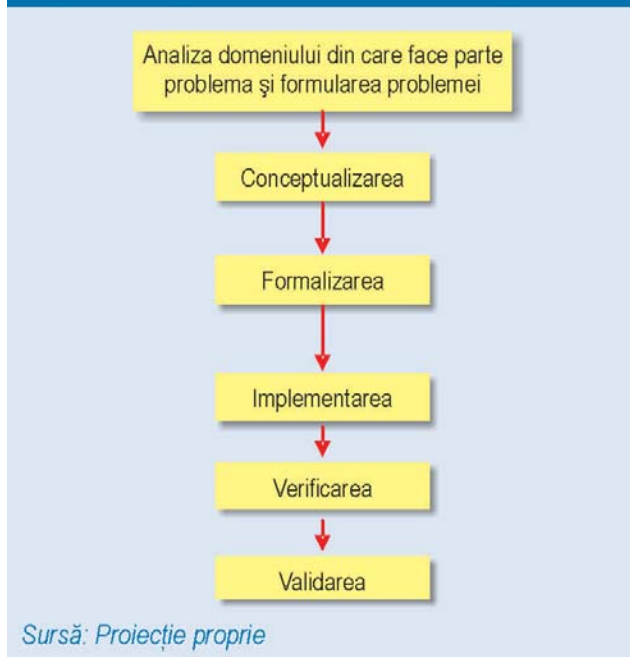 Analiza domeniului din care face parte
problema şi formularea problemei
Conceptualizarea
Formalizarea
Implementarea
Verificarea
Validarea
Sursă: Proiecție proprie